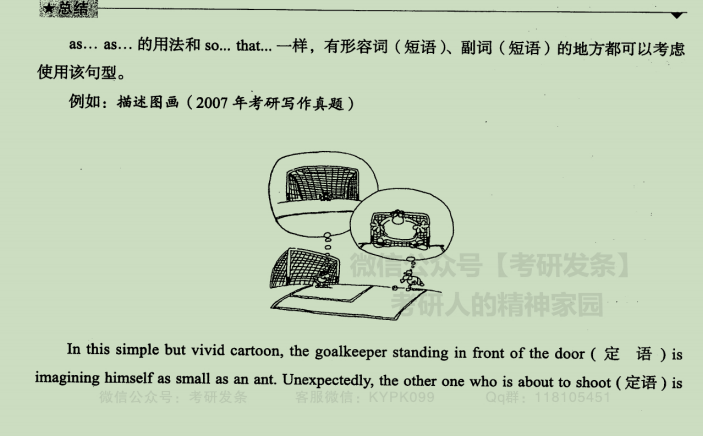 ★总结
as... as... 的用法和 so... that... 一样，有形容词（短语）、副词（短语）的地方都可以考虑
使用该句型。
例如：描述图画（2007 年考研写作真题）
微信公众号【考研发条】
考研人的精神家园
In this simple but vivid cartoon, the goalkeeper standing in front of the door ( 定 语 ) is
imagining himself as small as an ant. Unexpectedly, the other one who is about to shoot (定语) is
微信公众号：考研发条 客服微信：KYPK099 Qq群：118105451